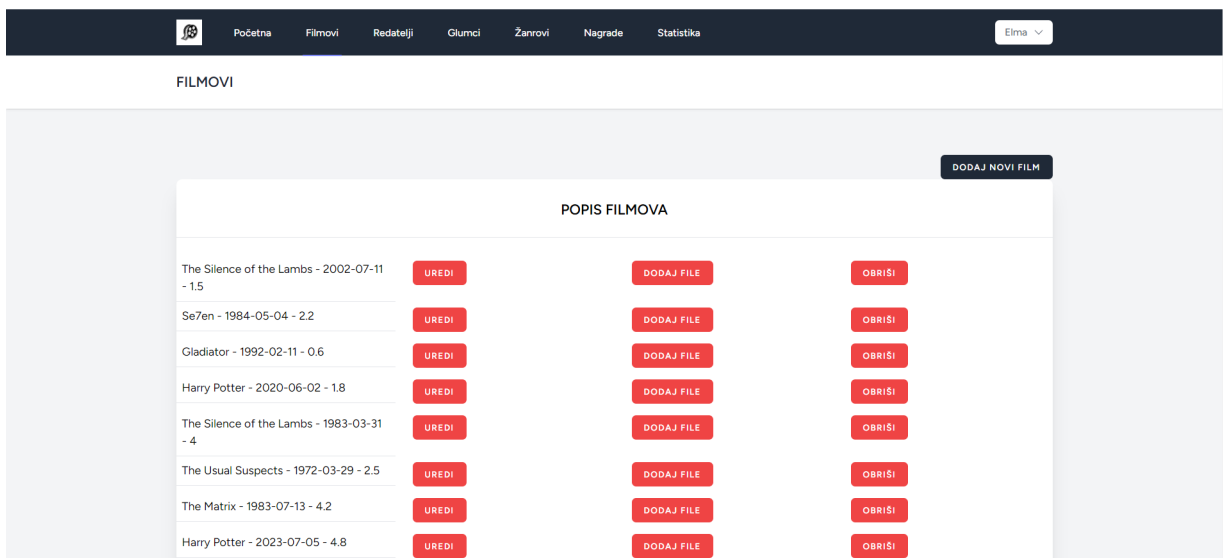 Početna Filmovi Redatelji Glumci Žanrovi Nagrade Statistika Elma
FILMOVI
DODAJ NOVI FILM
POPIS FILMOVA
The Silence of the Lambs - 2002-07-11
- 1.5
UREDI DODAJ FILE OBRIŠI
Se7en - 1984-05-04 - 2.2 UREDI DODAJ FILE OBRIŠI
Gladiator - 1992-02-11 - 0.6 UREDI DODAJ FILE OBRIŠI
Harry Potter - 2020-06-02 - 1.8 UREDI DODAJ FILE OBRIŠI
The Silence of the Lambs - 1983-03-31
- 4
UREDI DODAJ FILE OBRIŠI
The Usual Suspects - 1972-03-29 - 2.5 UREDI DODAJ FILE OBRIŠI
The Matrix - 1983-07-13 - 4.2 UREDI DODAJ FILE OBRIŠI
Harry Potter - 2023-07-05 - 4.8 UREDI DODAJ FILE OBRIŠI